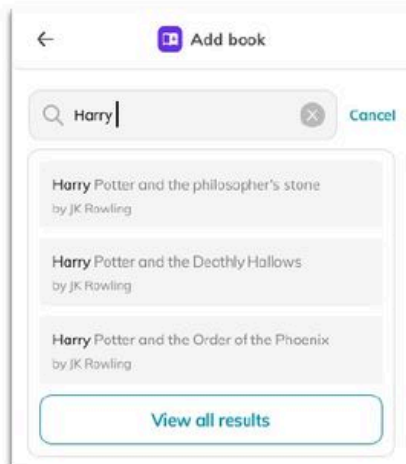 Add book
Harry
Cancel
Harry Potter and the philosopher's stone
by JK Rowling
Harry Potter and the Deathly Hallows
by JK Rowling
Harry Potter and the Order of the Phoenix
by JK Rowling
View all results